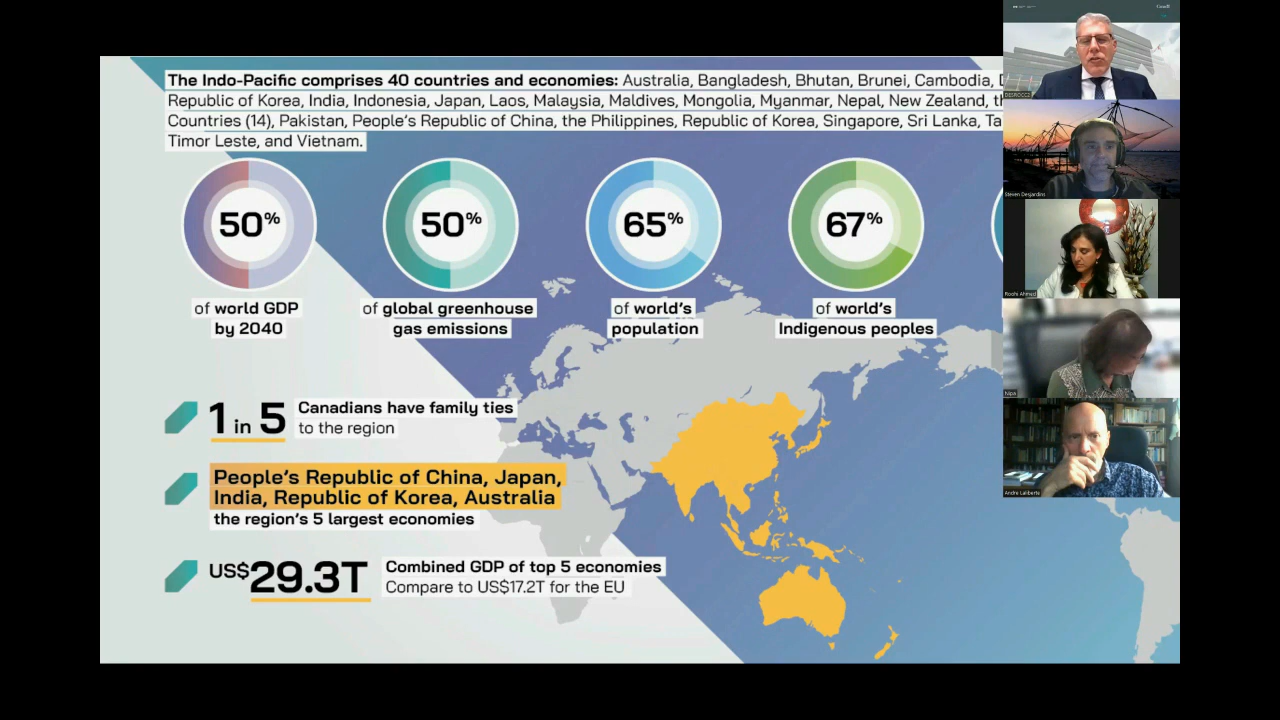 The Indo-Pacific comprises 40 countries and economies: Australia, Bangladesh, Bhutan, Brunei, Cambodia,
Republic of Korea, India, Indonesia, Japan, Laos, Malaysia, Maldives, Mongolia, Myanmar, Nepal, New Zealand,
Countries (14), Pakistan, People's Republic of China, the Philippines, Republic of Korea, Singapore, Sri Lanka,
Timor Leste, and Vietnam.
50%
of world GDP
by 2040
50%
of global greenhouse
gas emissions
65%
of world's
population
67%
of world's
Indigenous peoples
1 in 5
Canadians have family ties
to the region
People's Republic of China, Japan,
India, Republic of Korea, Australia
the region's 5 largest economies
US$29.3T
Combined GDP of top 5 economies
Compare to US$17.2T for the EU
Canada
Steven Desjardins
Roohi Ahmed
Nipa
Andre Laliberte